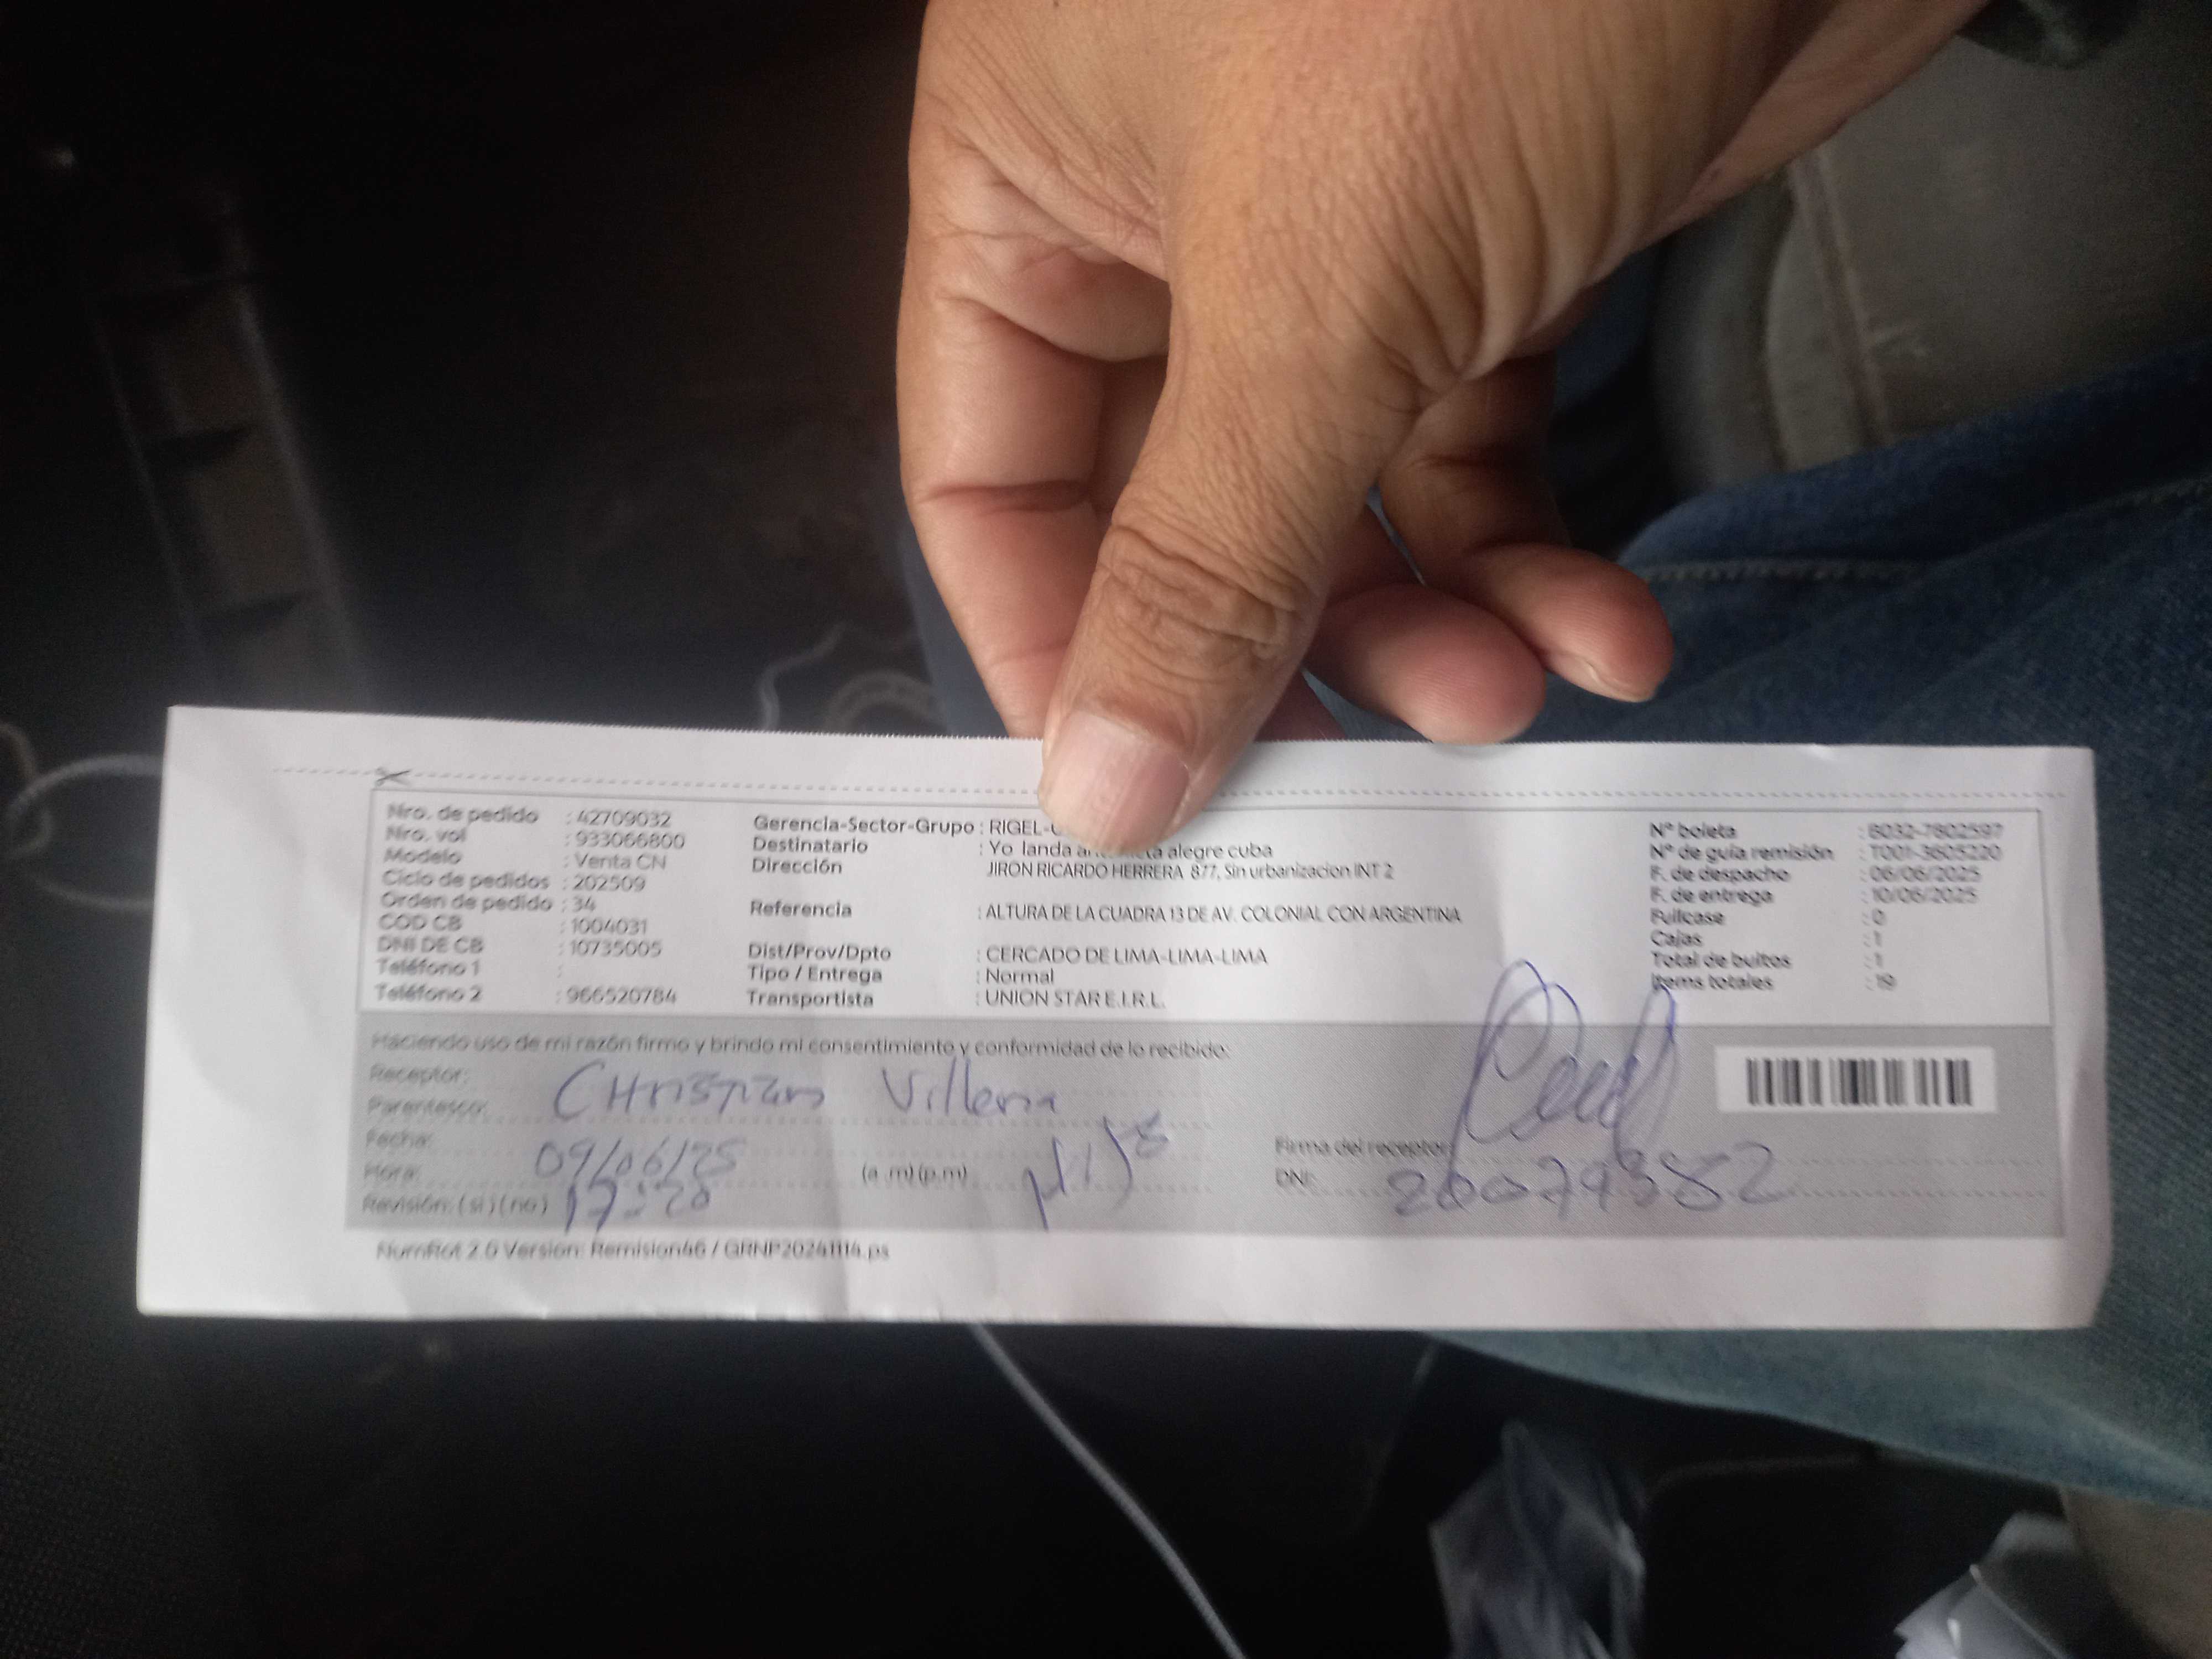 Nro. de pedido : 42709032
Nro. vol : 933066800
Modelo : Venta CN
Ciclo de pedidos : 202509
Orden de pedido : 34
COD CB : 1004031
DNI DE CB : 10735005
Teléfono 1 :
Teléfono 2 : 966520784
Gerencia-Sector-Grupo : RIGEL-
Destinatario : Yo landa alegre cuba
Dirección JIRON RICARDO HERRERA 877, Sin urbanizacion INT 2
Referencia : ALTURA DE LA CUADRA 13 DE AV. COLONIAL CON ARGENTINA
Dist/Prov/Dpto : CERCADO DE LIMA-LIMA-LIMA
Tipo / Entrega : Normal
Transportista : UNION STAR E.I.R.L.
N° boleta : B032-7802597
N° de guía remisión : T001-3605220
F. de despacho : 06/06/2025
F. de entrega : 10/06/2025
Fullcase : 0
Cajas : 1
Total de bultos : 1
Items totales : 19
Haciendo uso de mi razón firmo y brindo mi consentimiento y conformidad de lo recibido:
Receptor: CHristian
Parentesco:
Fecha: 09/06/25
Hora: (a .m) (p.m)
Revisión: ( si ) ( no ) 17:20
Firma del receptor:
DNI:
NumRot 2.0 Version: Remision46 / GRNP20241114.ps